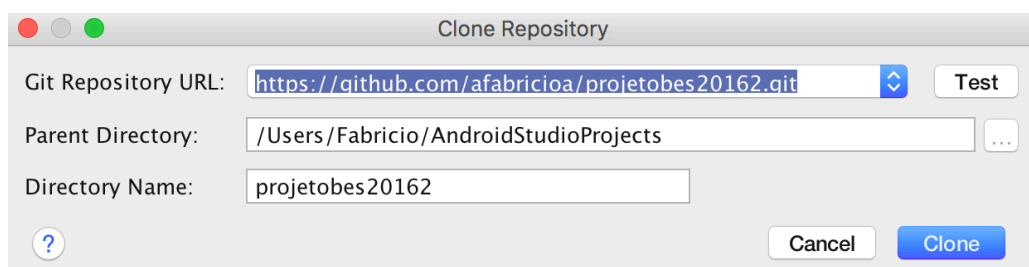 Clone Repository
Git Repository URL: https://github.com/afabricioa/projetobes20162.git Test
Parent Directory: /Users/Fabricio/AndroidStudioProjects ...
Directory Name: projetobes20162
? Cancel Clone